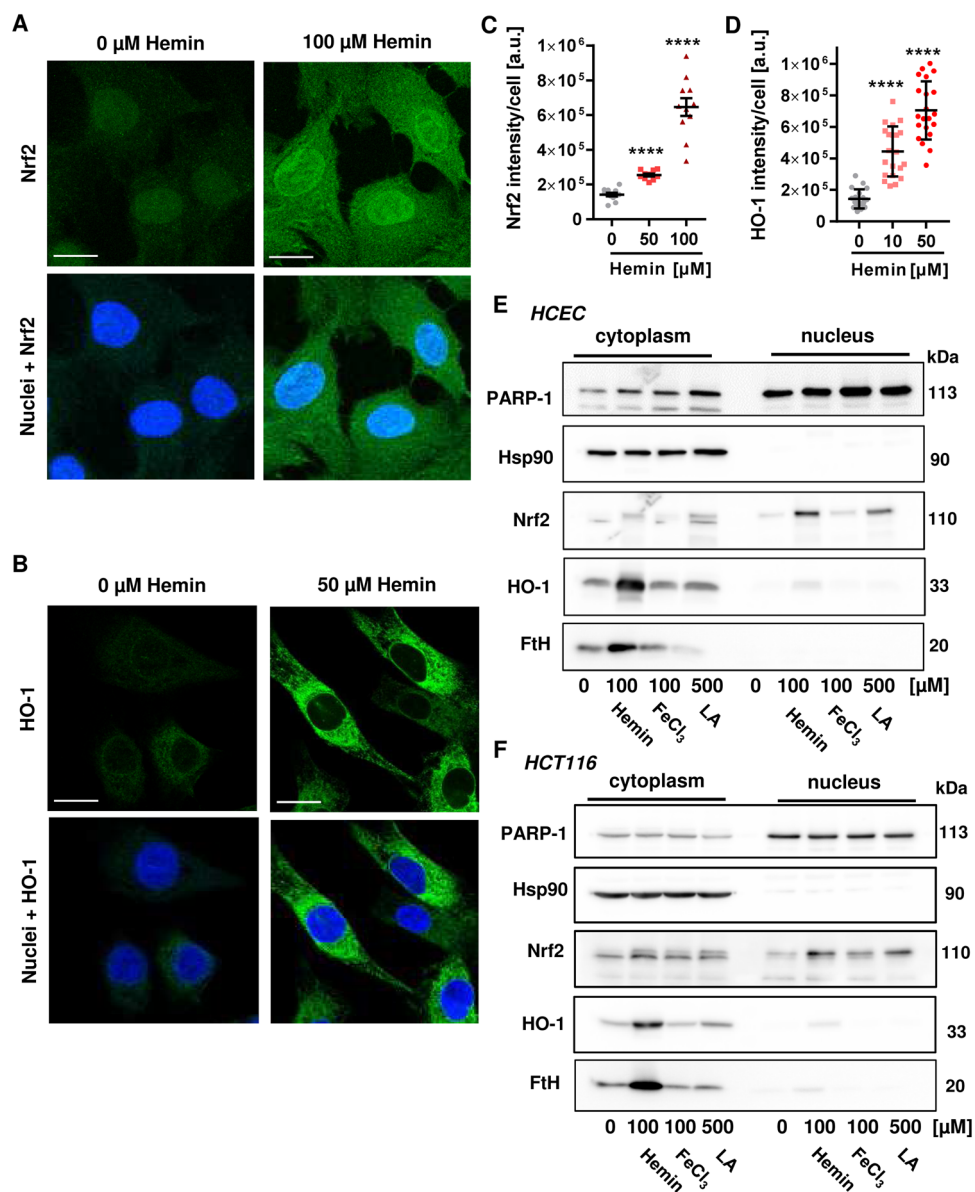 A
0 µM Hemin
100 µM Hemin
Nrf2
Nuclei + Nrf2
B
0 µM Hemin
50 µM Hemin
HO-1
Nuclei + HO-1
C
Nrf2 intensity/cell [a.u.]
1×10⁶
8×10⁵
6×10⁵
4×10⁵
2×10⁵
0
****
****
0 50 100
Hemin [µM]
D
HO-1 intensity/cell [a.u.]
1×10⁶
8×10⁵
6×10⁵
4×10⁵
2×10⁵
0
****
****
0 10 50
Hemin [µM]
E
HCEC
cytoplasm nucleus
kDa
PARP-1 113
Hsp90 90
Nrf2 110
HO-1 33
FtH 20
0 100 100 500 0 100 100 500 [µM]
Hemin FeCl₃ LA Hemin FeCl₃ LA
F
HCT116
cytoplasm nucleus
kDa
PARP-1 113
Hsp90 90
Nrf2 110
HO-1 33
FtH 20
0 100 100 500 0 100 100 500 [µM]
Hemin FeCl₃ LA Hemin FeCl₃ LA